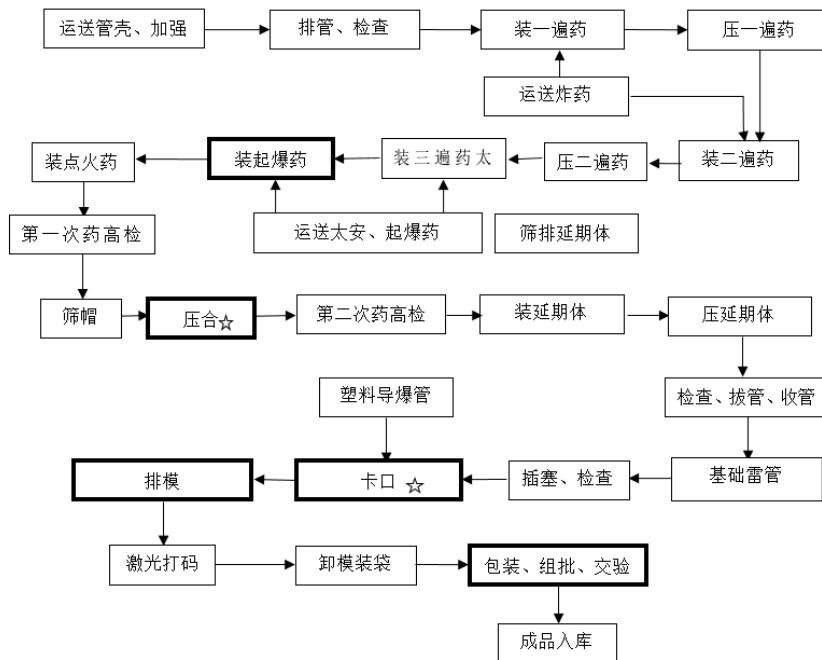 运送管壳、加强
排管、检查
装一遍药
压一遍药
运送炸药
装点火药
装起爆药
装三遍药太
压二遍药
装二遍药
第一次药高检
运送太安、起爆药
筛排延期体
筛帽
压合☆
第二次药高检
装延期体
压延期体
塑料导爆管
检查、拔管、收管
排模
卡口 ☆
插塞、检查
基础雷管
激光打码
卸模装袋
包装、组批、交验
成品入库